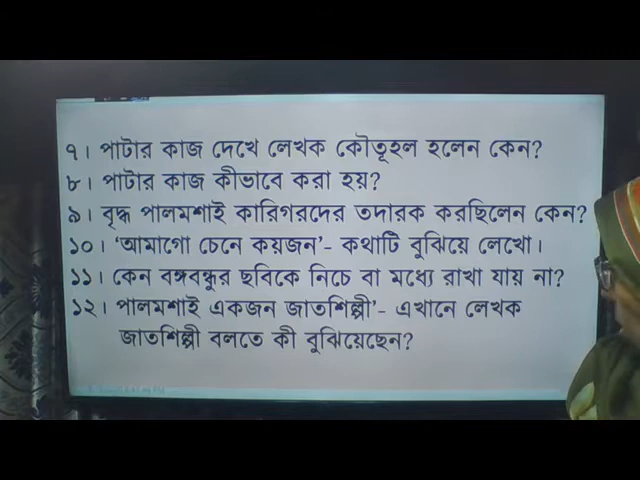 ৭। পাটার কাজ দেখে লেখক কৌতূহল হলেন কেন?
৮। পাটার কাজ কীভাবে করা হয়?
৯। বৃদ্ধ পালমশাই কারিগরদের তদারক করছিলেন কেন?
১০। ‘আমাগো চেনে কয়জন’- কথাটি বুঝিয়ে লেখো।
১১। কেন বঙ্গবন্ধুর ছবিকে নিচে বা মধ্যে রাখা যায় না?
১২। পালমশাই একজন জাতশিল্পী’- এখানে লেখক
জাতশিল্পী বলতে কী বুঝিয়েছেন?